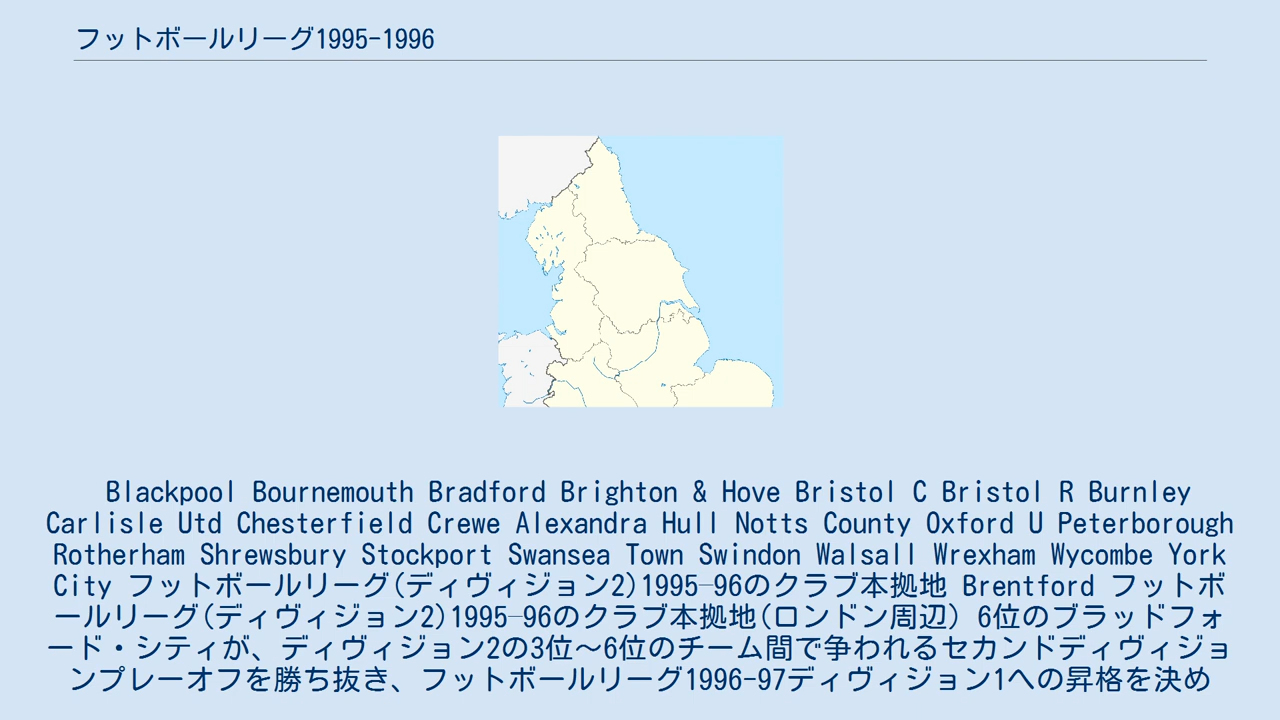 フットボールリーグ1995-1996
Blackpool Bournemouth Bradford Brighton & Hove Bristol C Bristol R Burnley
Carlisle Utd Chesterfield Crewe Alexandra Hull Notts County Oxford U Peterborough
Rotherham Shrewsbury Stockport Swansea Town Swindon Walsall Wrexham Wycombe York
City フットボールリーグ(ディヴィジョン2)1995–96のクラブ本拠地 Brentford フットボ
ールリーグ(ディヴィジョン2)1995–96のクラブ本拠地(ロンドン周辺) 6位のブラッドフォ
ード・シティが、ディヴィジョン2の3位〜6位のチーム間で争われるセカンドディヴィジョ
ンプレーオフを勝ち抜き、フットボールリーグ1996-97ディヴィジョン1への昇格を決め